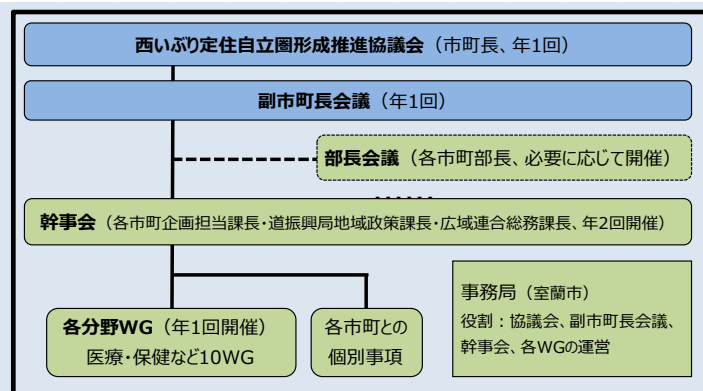 西いぶり定住自立圏形成推進協議会（市町長、年1回）
副市町長会議（年1回）
部長会議（各市町部長、必要に応じて開催）
幹事会（各市町企画担当課長・道振興局地域政策課長・広域連合総務課長、年2回開催）
各分野WG（年1回開催）
医療・保健など10WG
各市町との
個別事項
事務局（室蘭市）
役割：協議会、副市町長会議、
幹事会、各WGの運営